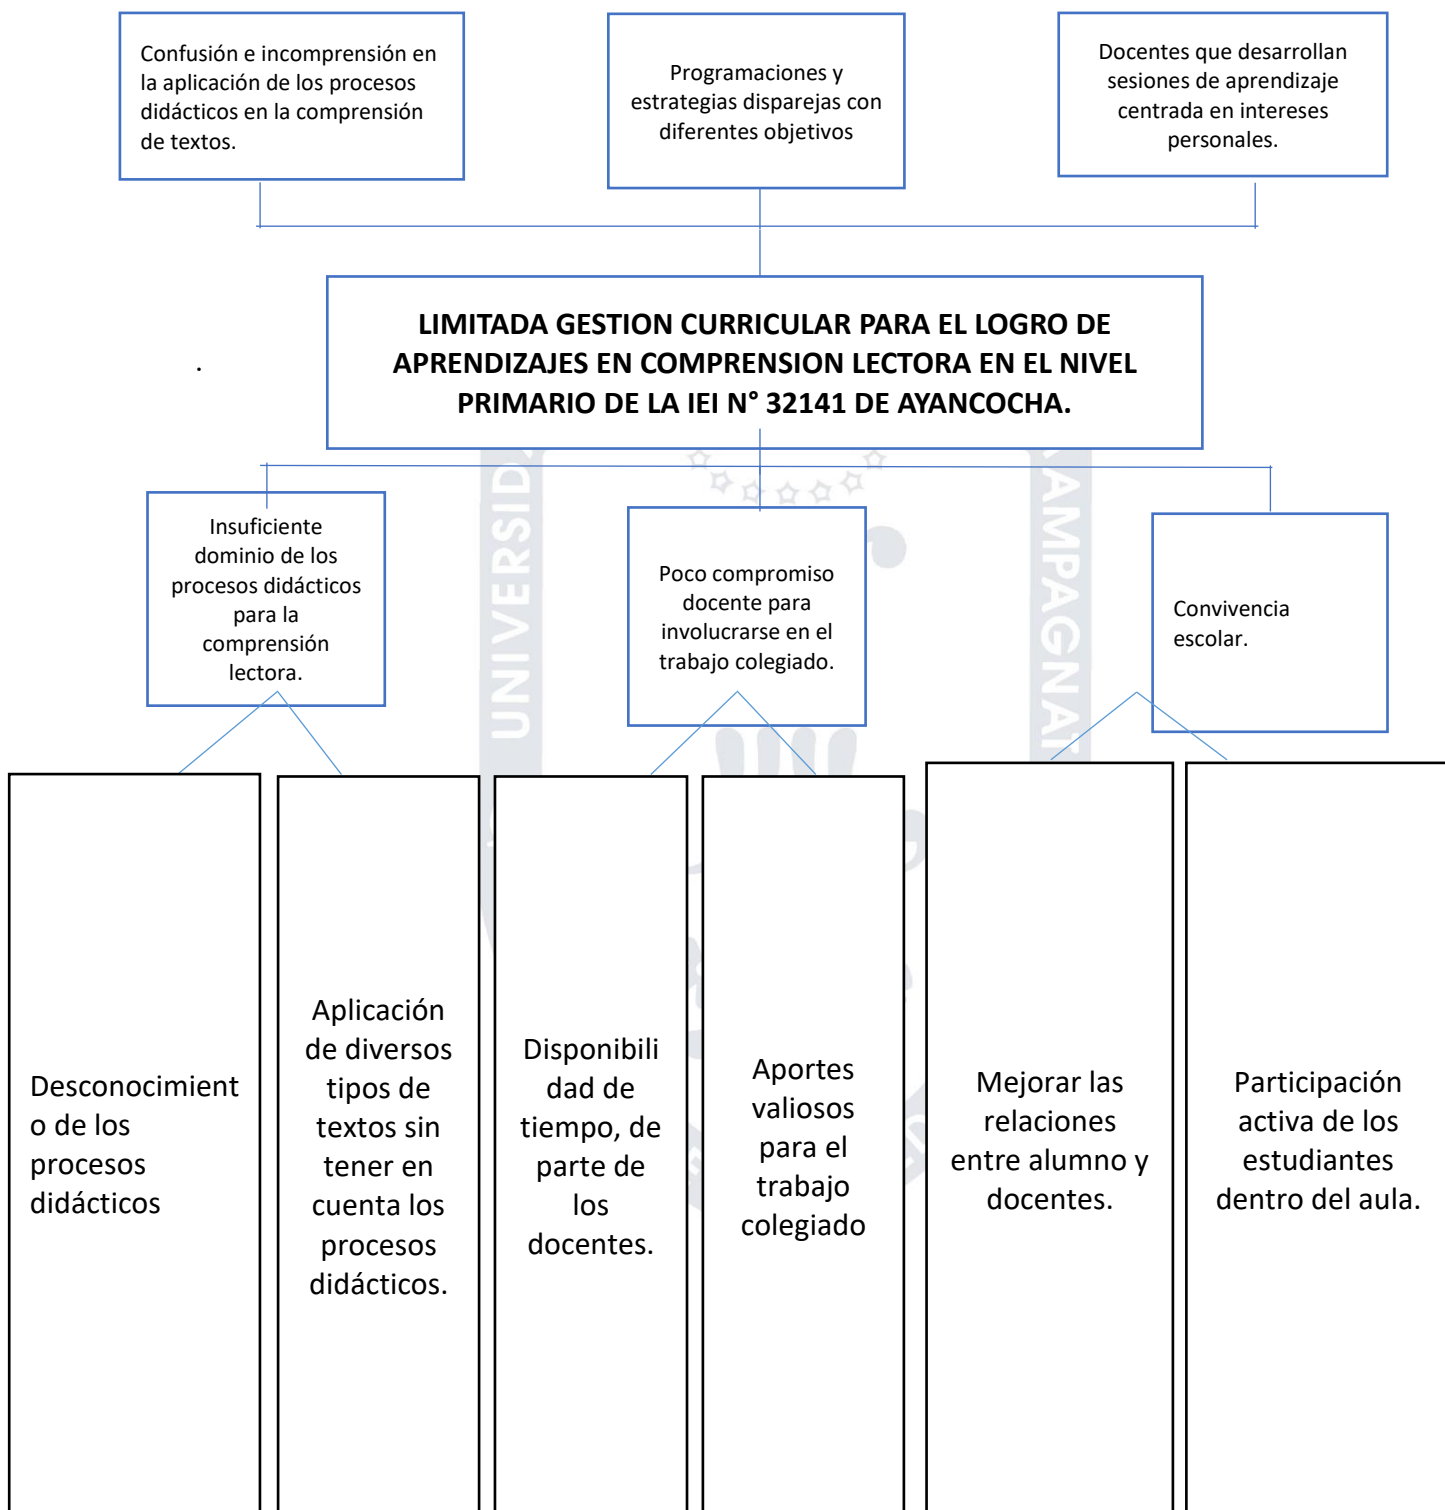 Confusión e incomprensión en
la aplicación de los procesos
didácticos en la comprensión
de textos.
Programaciones y
estrategias disparejas con
diferentes objetivos
Docentes que desarrollan
sesiones de aprendizaje
centrada en intereses
personales.
LIMITADA GESTION CURRICULAR PARA EL LOGRO DE
APRENDIZAJES EN COMPRENSION LECTORA EN EL NIVEL
PRIMARIO DE LA IEI N° 32141 DE AYANCOCHA.
.
Insuficiente
dominio de los
procesos didácticos
para la
comprensión
lectora.
Poco compromiso
docente para
involucrarse en el
trabajo colegiado.
Convivencia
escolar.
Desconocimient
o de los
procesos
didácticos
Aplicación
de diversos
tipos de
textos sin
tener en
cuenta los
procesos
didácticos.
Disponibili
dad de
tiempo, de
parte de
los
docentes.
Aportes
valiosos
para el
trabajo
colegiado
Mejorar las
relaciones
entre alumno y
docentes.
Participación
activa de los
estudiantes
dentro del aula.
UNIVERSID
AMPAGNAT